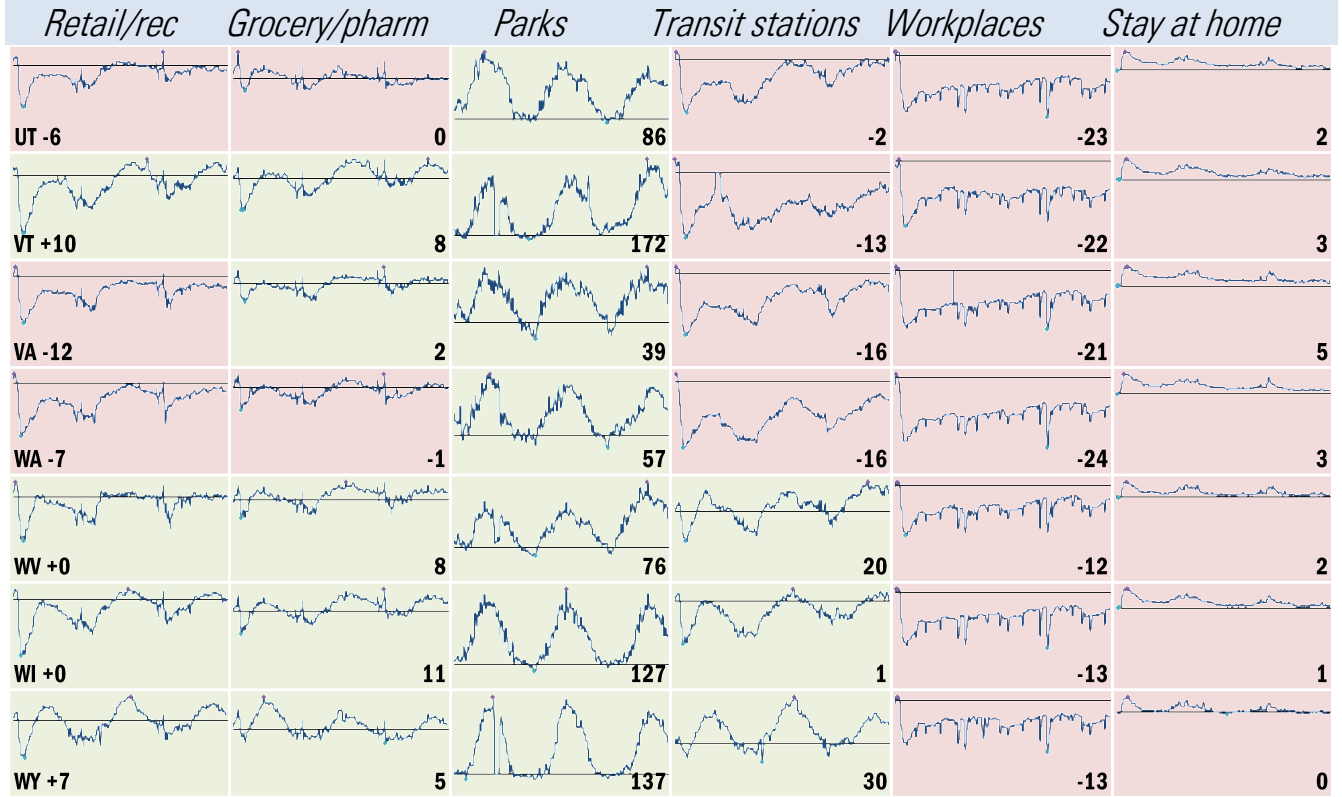 Retail/rec Grocery/pharm Parks Transit stations Workplaces Stay at home
UT -6 0 86 -2 -23 2
VT +10 8 172 -13 -22 3
VA -12 2 39 -16 -21 5
WA -7 -1 57 -16 -24 3
WV +0 8 76 20 -12 2
WI +0 11 127 1 -13 1
WY +7 5 137 30 -13 0